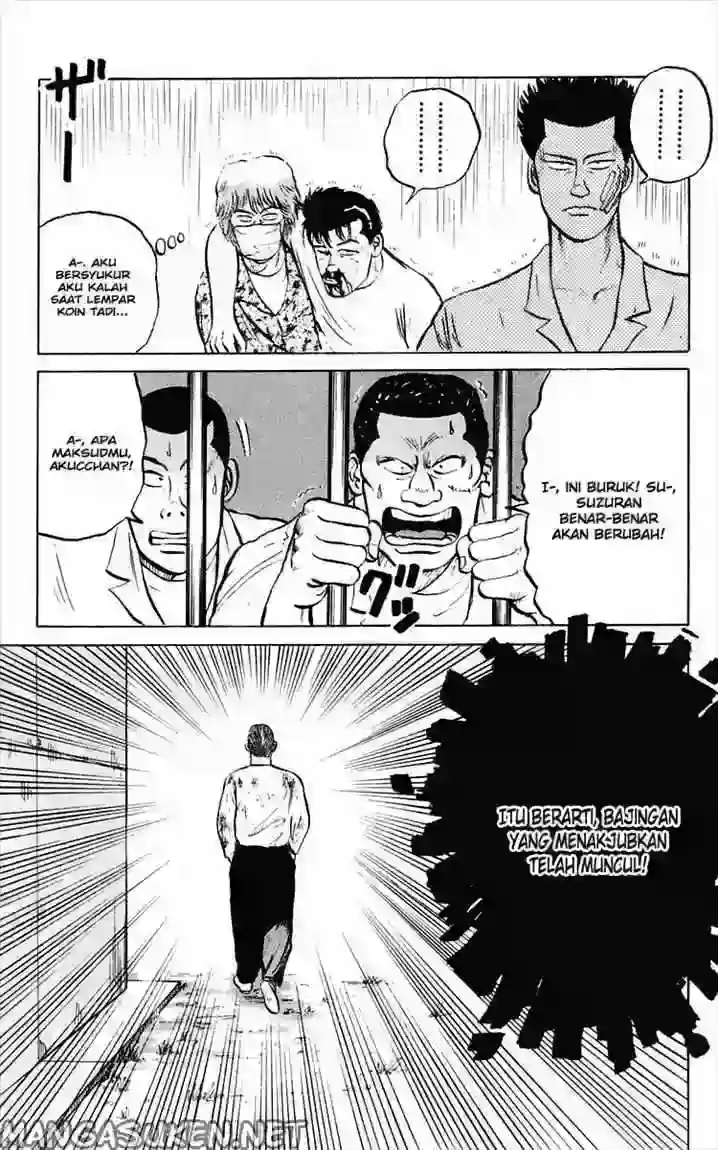 ザー
A-, AKU
BERSYUKUR
AKU KALAH
SAAT LEMPAR
KOIN TADI...
A-, APA
MAKSUDMU,
AKUCCHAN?!
I-, INI BURUK! SU-,
SUZURAN
BENAR-BENAR
AKAN BERUBAH!
グッ
ITU BERARTI, BAJINGAN
YANG MENAKJUBKAN
TELAH MUNCUL!
MANGASUKEN.NET